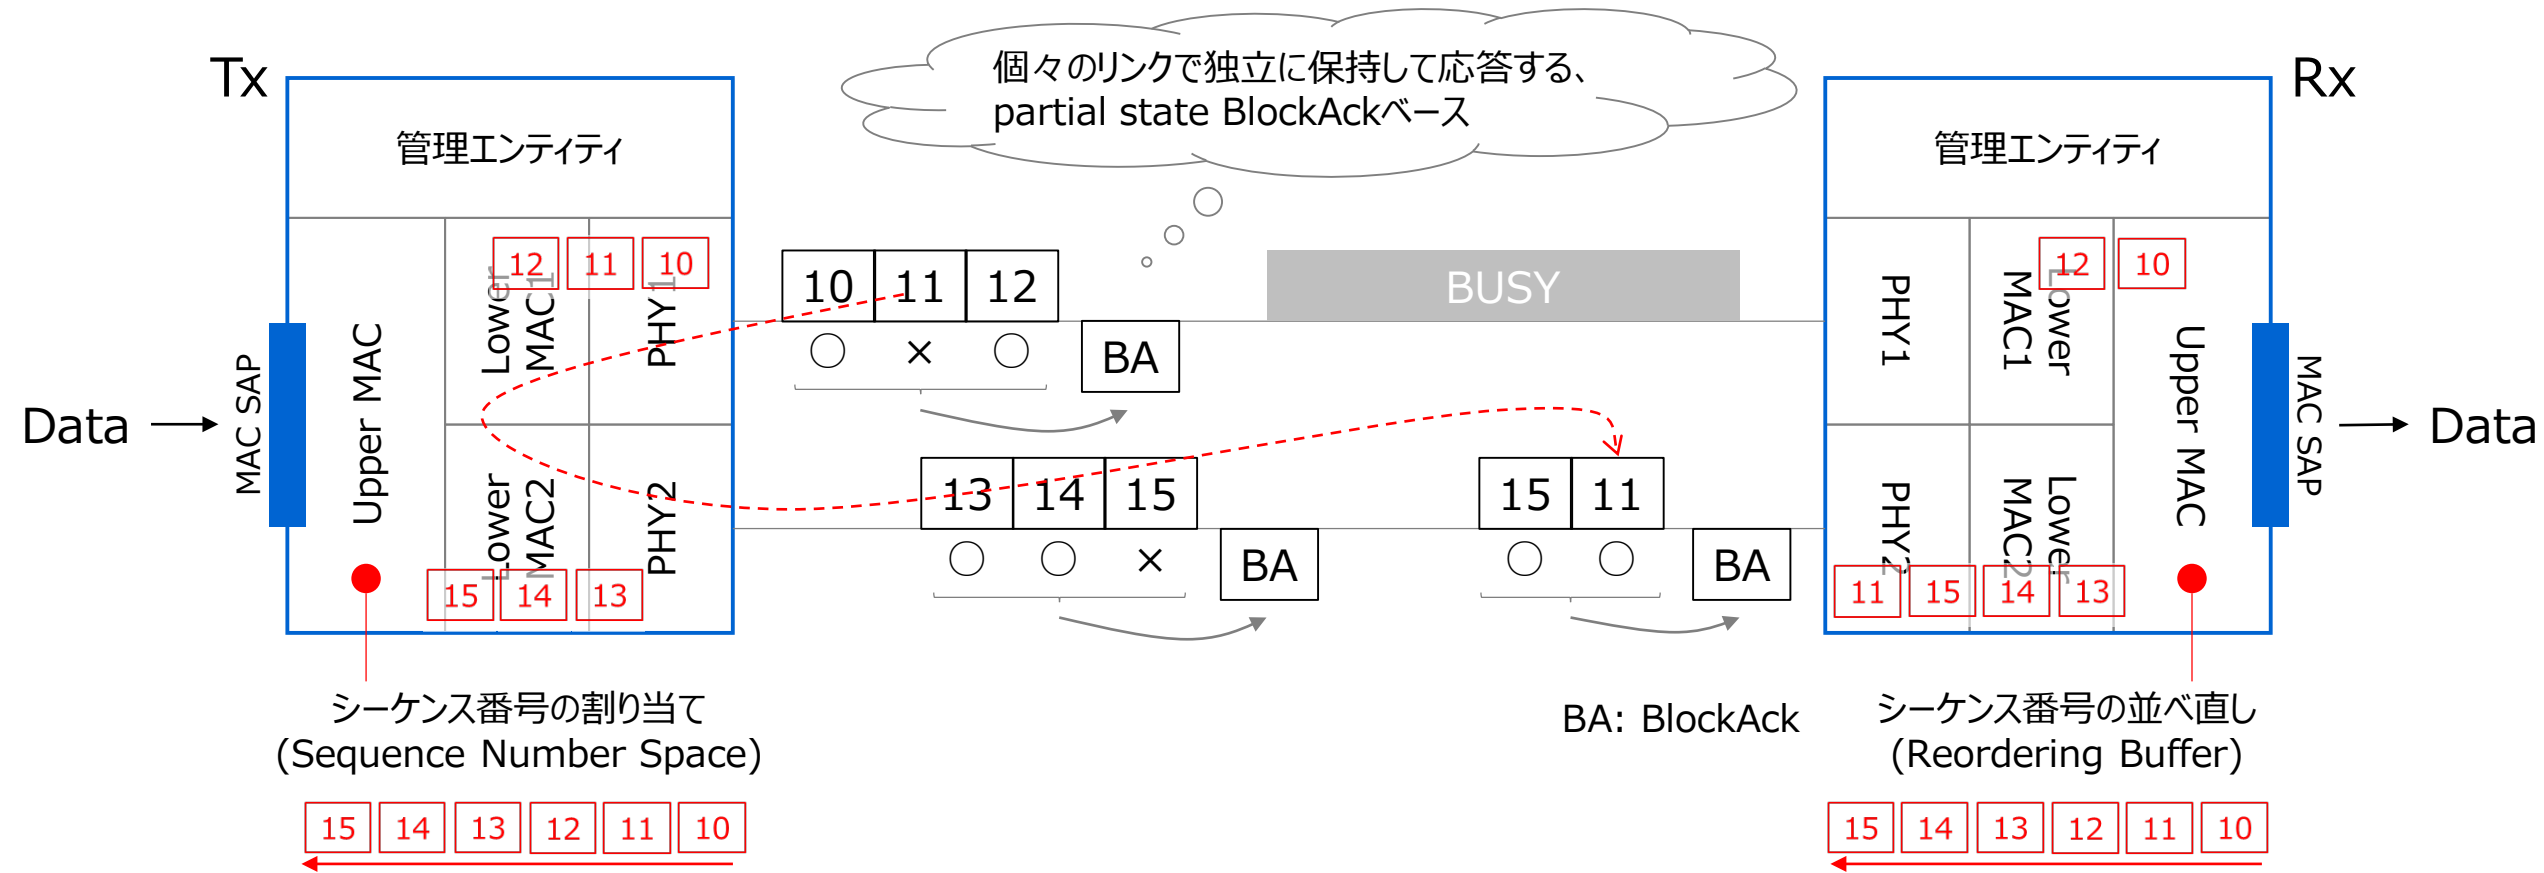 個々のリンクで独立に保持して応答する、
partial state BlockAckベース
Tx
管理エンティティ
Data
MAC SAP
Upper MAC
Lower
MAC1
PHY1
12
11
10
Lower
MAC2
PHY2
15
14
13
シーケンス番号の割り当て
(Sequence Number Space)
15 14 13 12 11 10
10 11 12
○ × ○
BA
BUSY
13 14 15
○ ○ ×
BA
15 11
○ ○
BA
BA: BlockAck
Rx
管理エンティティ
PHY1
Lower
MAC1
12
10
Upper MAC
MAC SAP
Data
PHY2
Lower
MAC2
11
15
14
13
シーケンス番号の並べ直し
(Reordering Buffer)
15 14 13 12 11 10